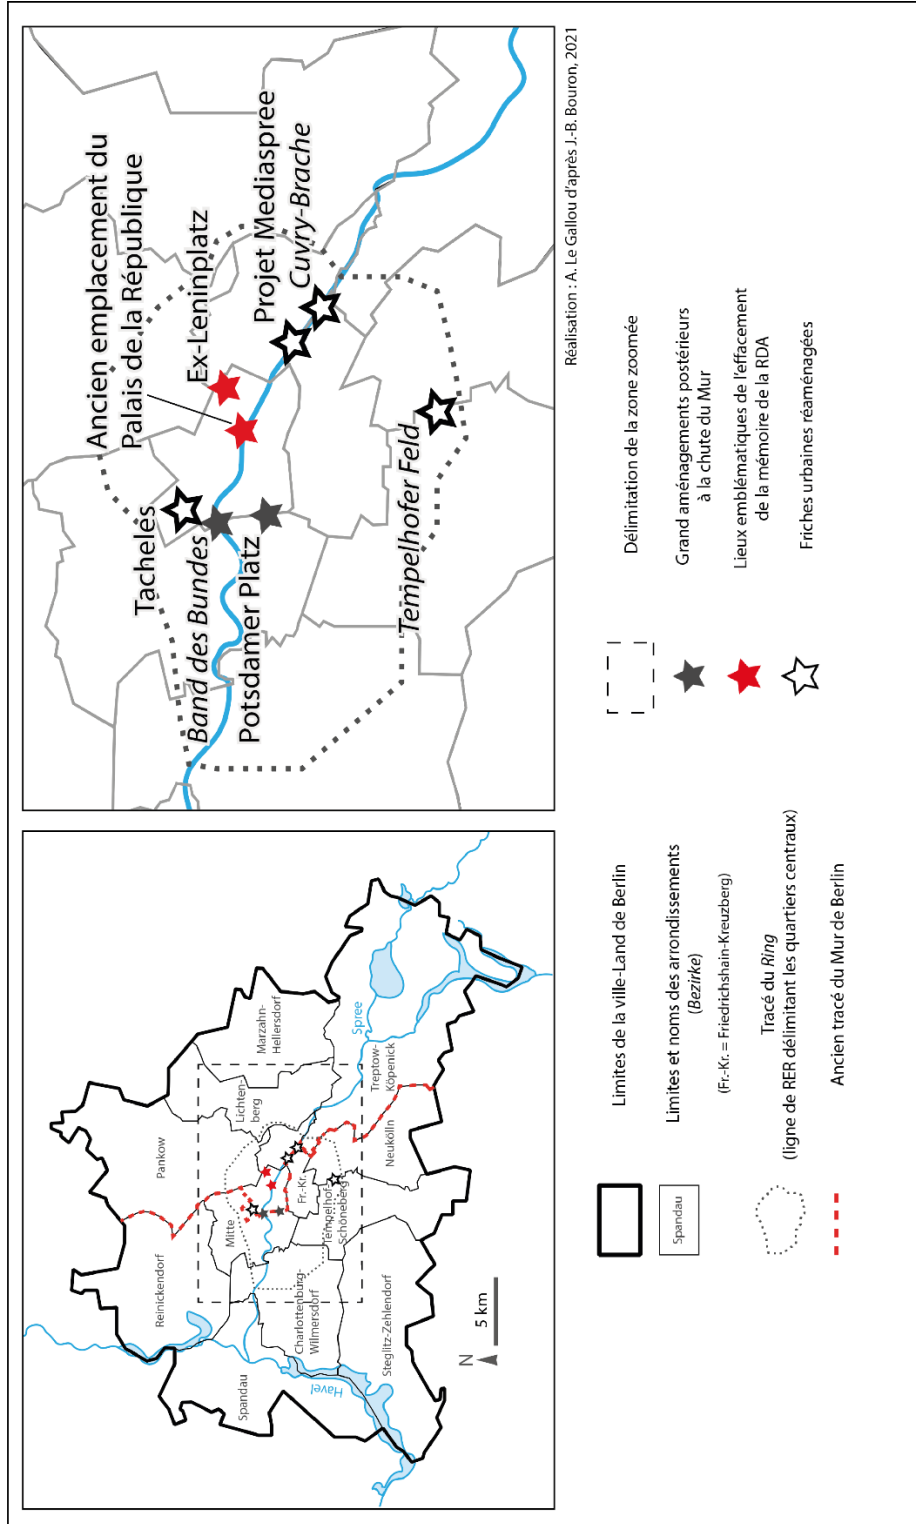 Reinickendorf
Pankow
Spandau
Mitte
Lichten-
berg
Marzahn-
Hellersdorf
Charlottenburg-
Wilmersdorf
Fr.-Kr.
Tempelhof
Schöneberg
Steglitz-Zehlendorf
Neukölln
Treptow-
Köpenick
Spree
Havel
N
5 km
Tacheles
Ancien emplacement du
Palais de la République
Ex-Leninplatz
Projet Mediaspree
Cuvry-Brache
Band des Bundes
Potsdamer Platz
Tempelhofer Feld
Réalisation : A. Le Gallou d'après J.-B. Bouron, 2021
Limites de la ville-Land de Berlin
Spandau
Limites et noms des arrondissements
(Bezirke)
(Fr.-Kr. = Friedrichshain-Kreuzberg)
Tracé du Ring
(ligne de RER délimitant les quartiers centraux)
Ancien tracé du Mur de Berlin
Délimitation de la zone zoomée
Grand aménagements postérieurs
à la chute du Mur
Lieux emblématiques de l'effacement
de la mémoire de la RDA
Friches urbaines réaménagées